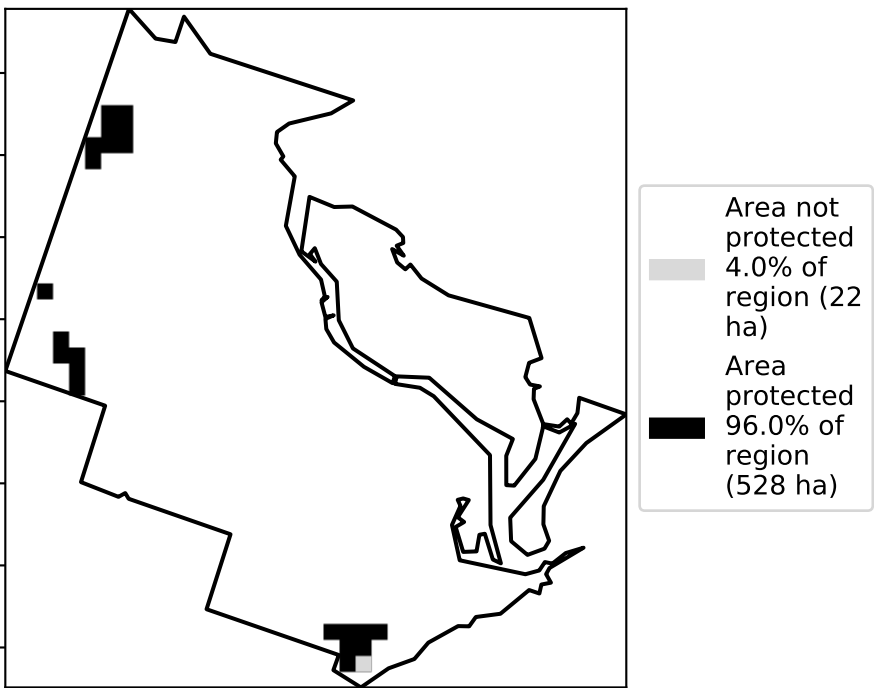 Area not
protected
4.0% of
region (22
ha)
Area
protected
96.0% of
region
(528 ha)